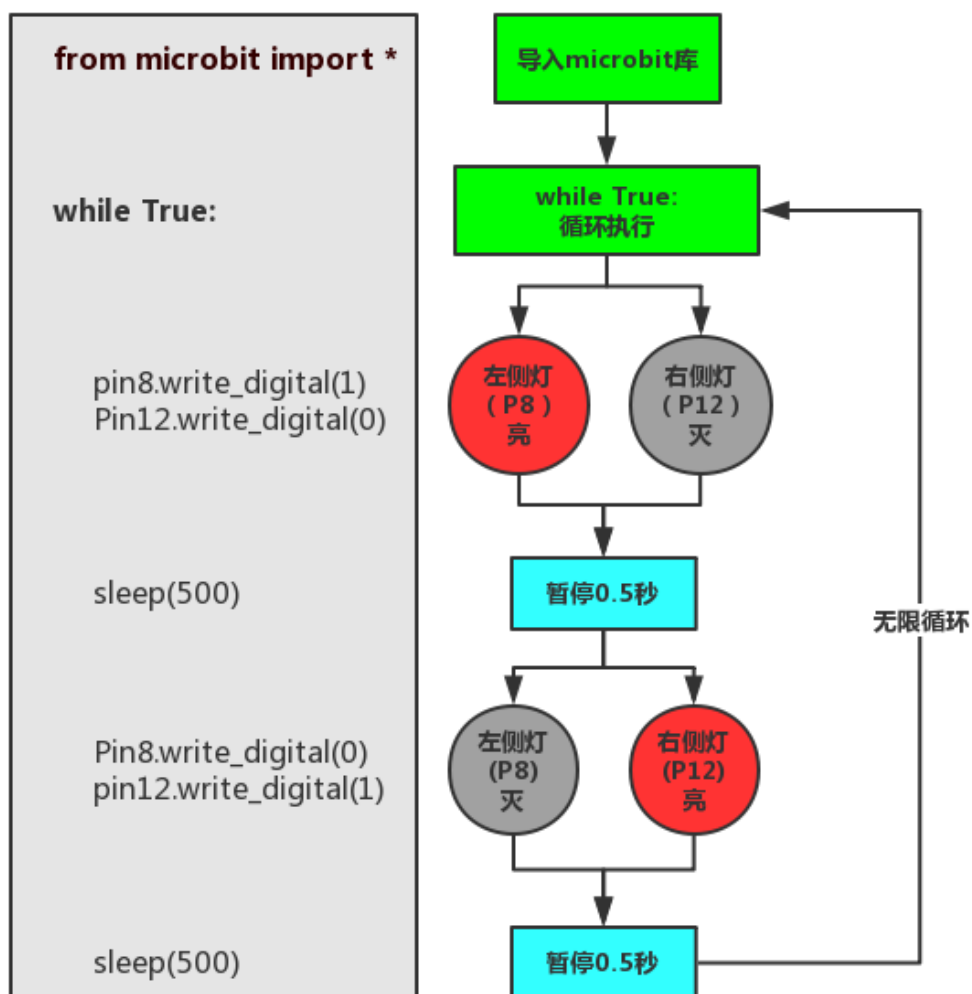 from microbit import *
while True:
pin8.write_digital(1)
Pin12.write_digital(0)
sleep(500)
Pin8.write_digital(0)
pin12.write_digital(1)
sleep(500)
导入microbit库
while True:
循环执行
左侧灯
（P8）
亮
右侧灯
（P12）
灭
暂停0.5秒
无限循环
左侧灯
(P8)
灭
右侧灯
(P12)
亮
暂停0.5秒